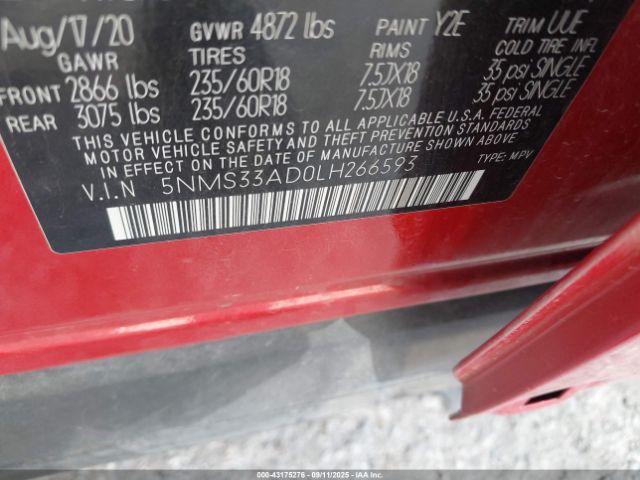 Aug/17/20 GVWR 4872 lbs PAINT Y2E TRIM UUE
GAWR TIRES RIMS COLD TIRE INFL
FRONT 2866 lbs 235/60R18 7.5JX18 35 psi SINGLE
REAR 3075 lbs 235/60R18 7.5JX18 35 psi SINGLE
THIS VEHICLE CONFORMS TO ALL APPLICABLE U.S.A. FEDERAL
MOTOR VEHICLE SAFETY AND THEFT PREVENTION STANDARDS
IN EFFECT ON THE DATE OF MANUFACTURE SHOWN ABOVE.
V.I.N 5NMS33AD0LH266593 TYPE: MPV
000-43175276 - 09/11/2025 - IAAI.COM